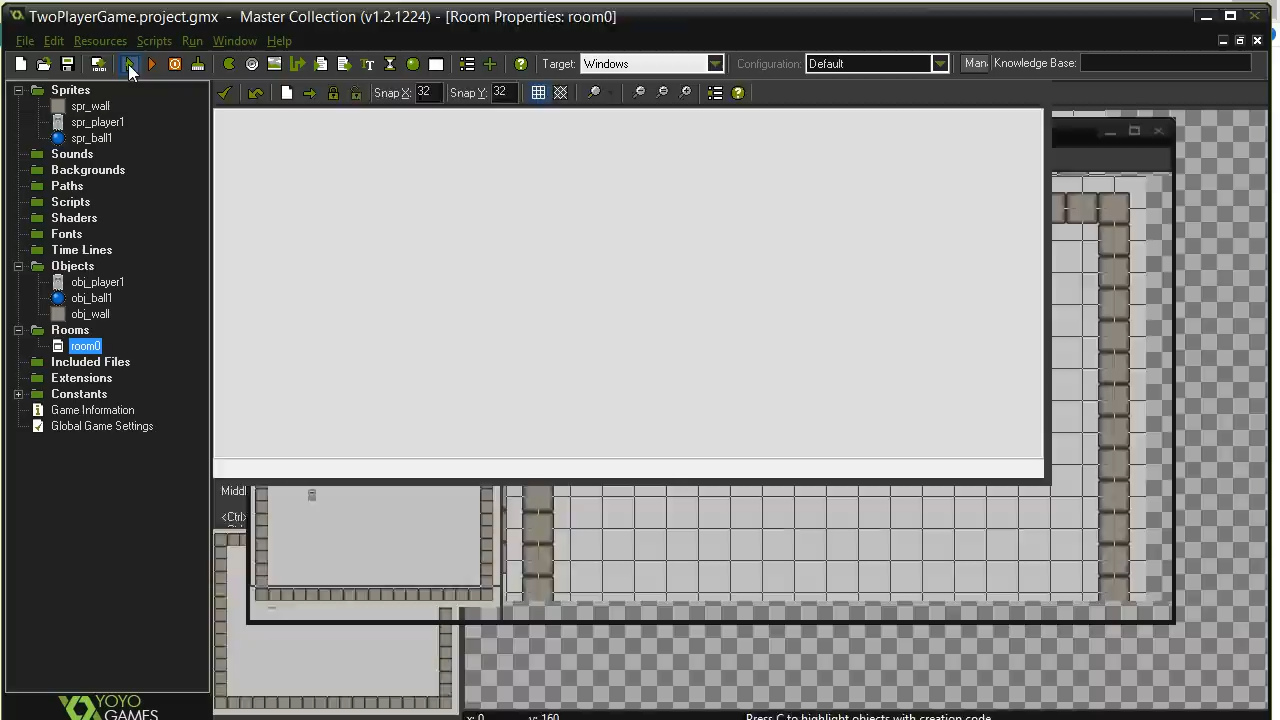 TwoPlayerGame.project.gmx - Master Collection (v1.2.1224) - [Room Properties: room0]
File Edit Resources Scripts Run Window Help
Target: Windows Configuration: Default Man Knowledge Base:
Snap X: 32 Snap Y: 32
Sprites
spr_wall
spr_player1
spr_ball1
Sounds
Backgrounds
Paths
Scripts
Shaders
Fonts
Time Lines
Objects
obj_player1
obj_ball1
obj_wall
Rooms
room0
Included Files
Extensions
Constants
Game Information
Global Game Settings
Middl
<Ctrl>
YOYO
GAMES
x: 0 y: 160 Press C to highlight objects with creation code